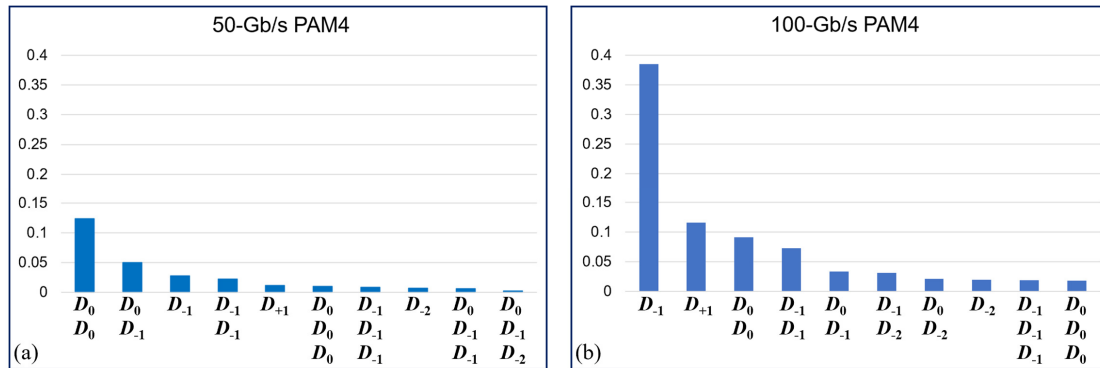 50-Gb/s PAM4
0.4
0.35
0.3
0.25
0.2
0.15
0.1
0.05
0
D₀ D₀ D₋₁ D₋₁ D₊₁ D₀ D₋₁ D₋₂ D₀ D₀
D₀ D₋₁ D₋₁ D₀ D₋₁ D₋₁ D₋₁
D₀ D₋₁ D₋₁ D₋₂
(a)
100-Gb/s PAM4
0.4
0.35
0.3
0.25
0.2
0.15
0.1
0.05
0
D₋₁ D₊₁ D₀ D₋₁ D₀ D₋₁ D₀ D₋₂ D₋₁ D₀
D₀ D₋₁ D₋₁ D₋₂ D₋₂ D₋₁ D₀
D₋₁ D₀
(b)